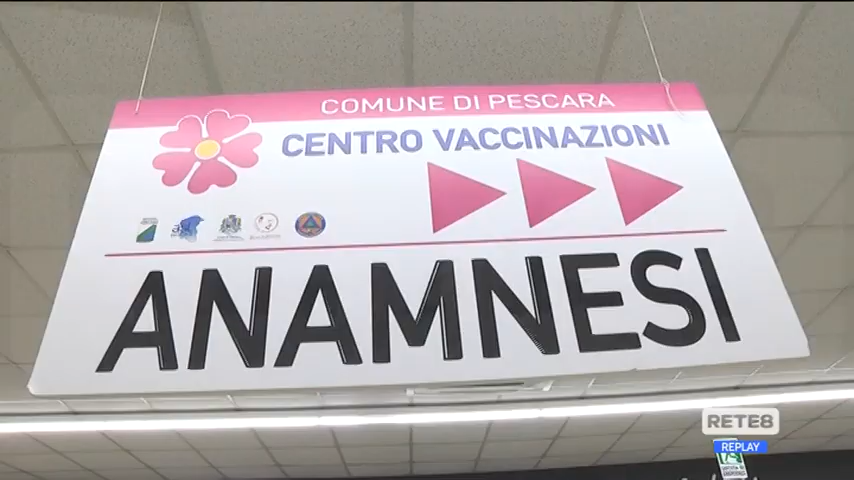 COMUNE DI PESCARA
CENTRO VACCINAZIONI
ANAMNESI
RETE8
REPLAY